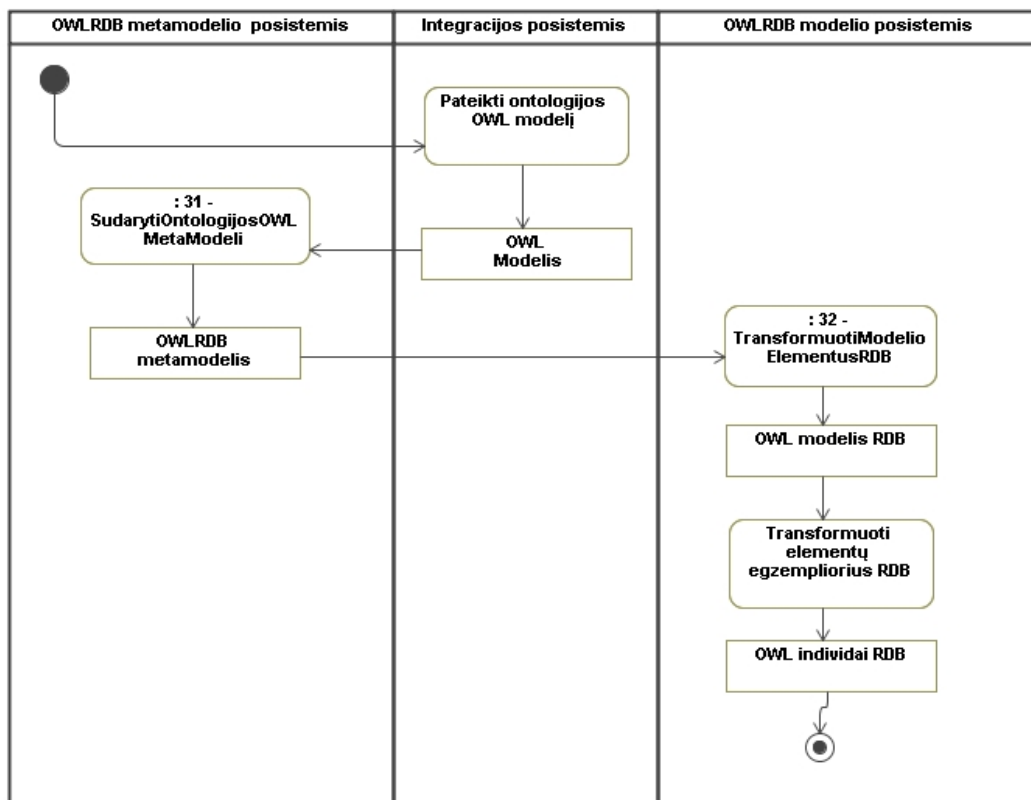 OWLRDB metamodelio posistemis
Integracijos posistemis
OWLRDB modelio posistemis
Pateikti ontologijos
OWL modelį
: 31 -
SudarytiOntologijosOWL
MetaModeli
OWL
Modelis
OWLRDB
metamodelis
: 32 -
TransformuotiModelio
ElementusRDB
OWL modelis RDB
Transformuoti
elementų
egzempliorius RDB
OWL individai RDB